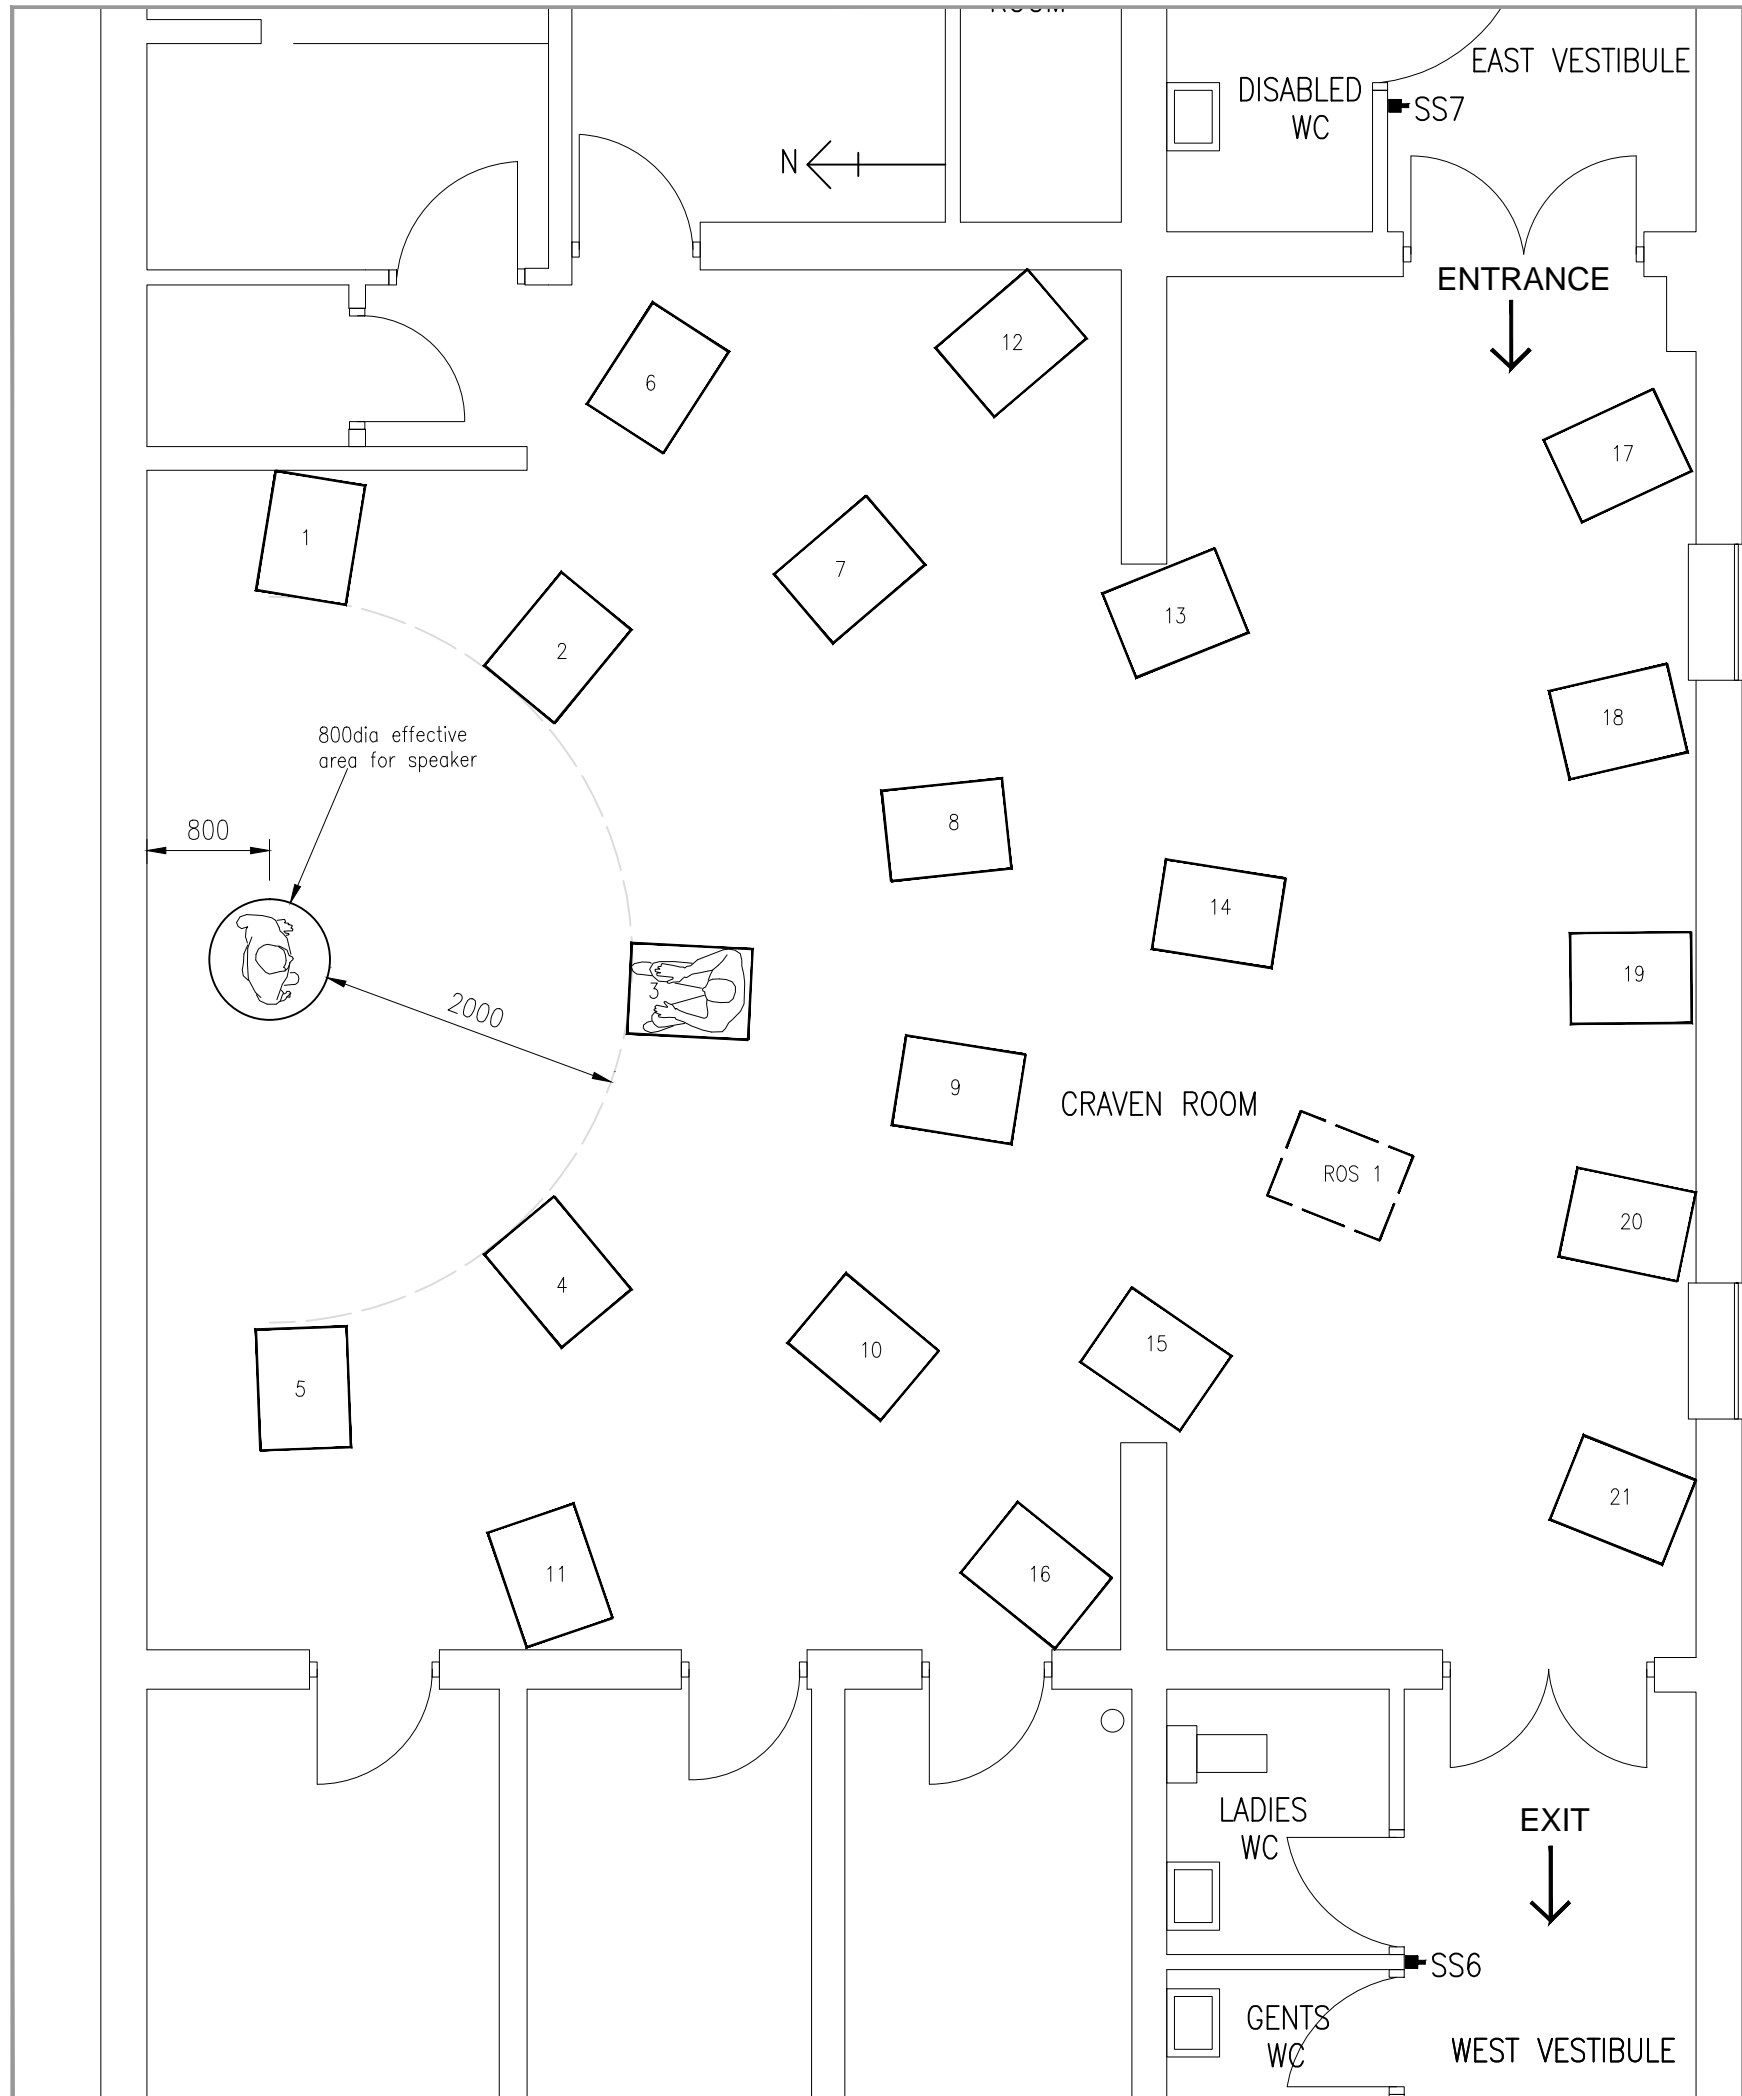 ROOM
EAST VESTIBULE
DISABLED
WC
SS7
N
ENTRANCE
12
6
17
1
7
13
2
18
800dia effective
area for speaker
800
8
14
3
19
2000
9
CRAVEN ROOM
ROS 1
20
4
10
15
5
21
11
16
LADIES
WC
EXIT
SS6
GENTS
WC
WEST VESTIBULE